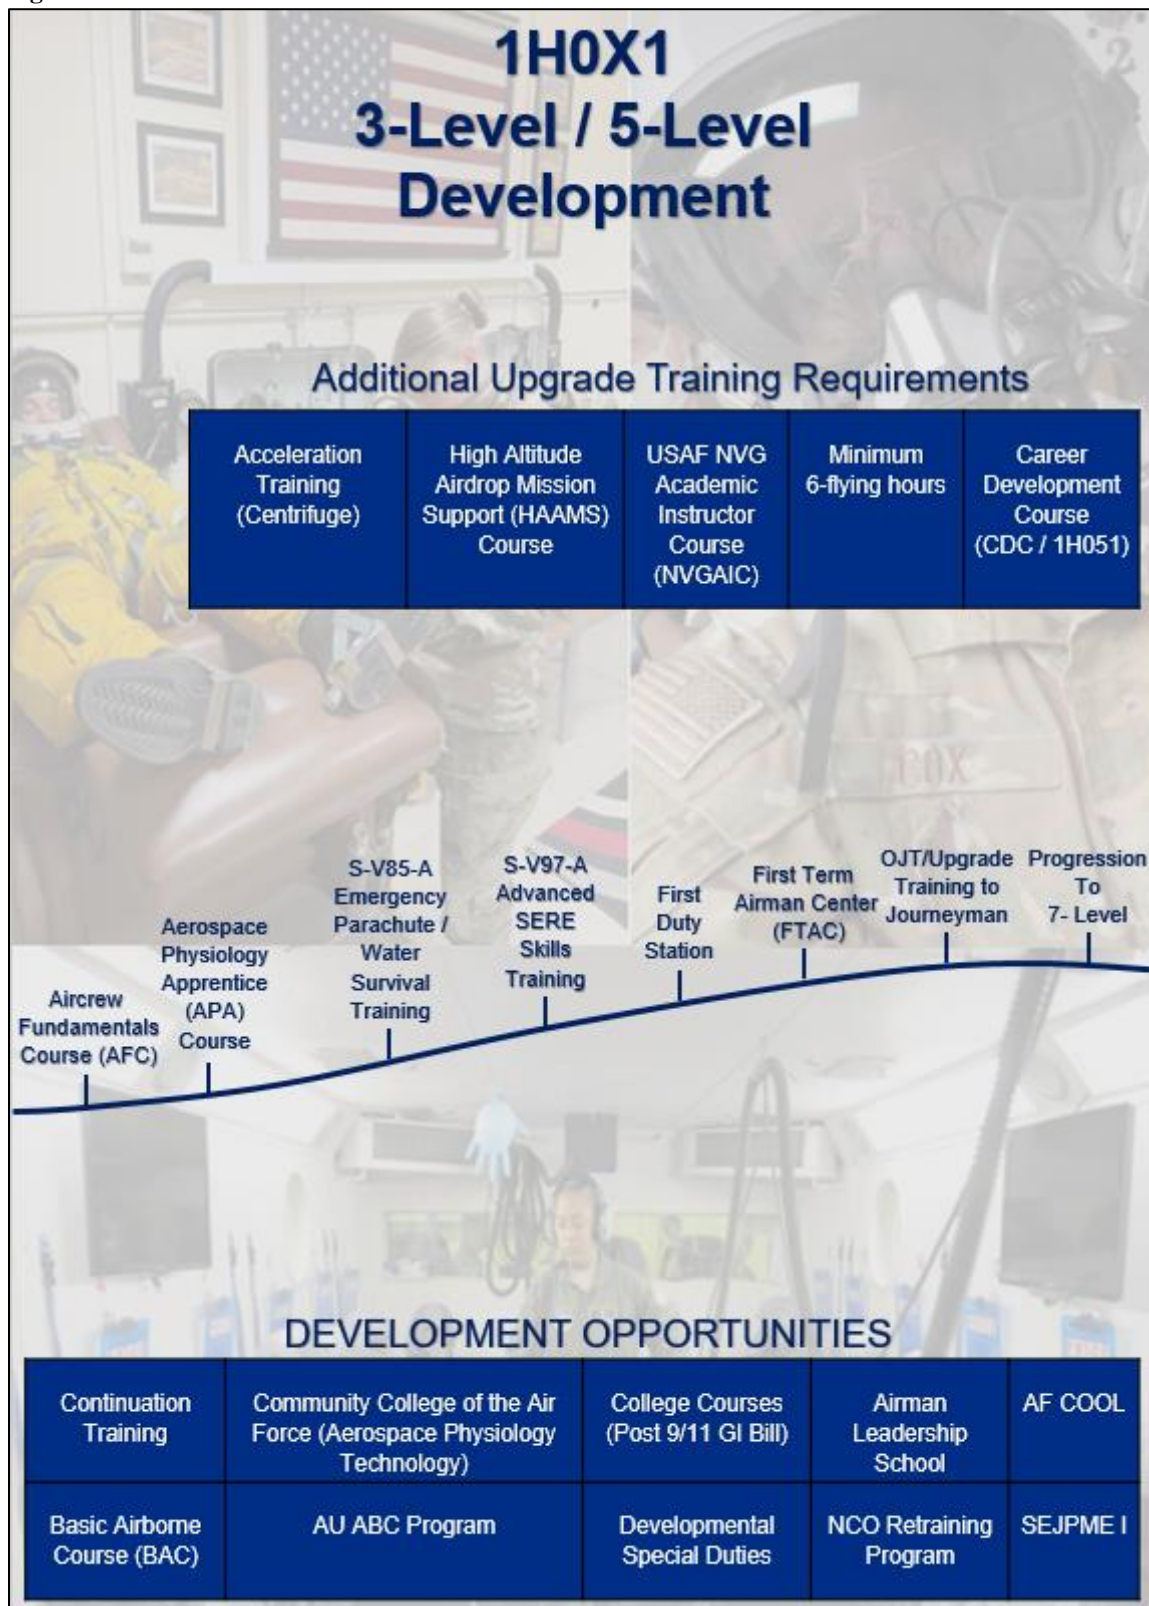 1H0X1
3-Level / 5-Level
Development
Additional Upgrade Training Requirements
Acceleration
Training
(Centrifuge)
High Altitude
Airdrop Mission
Support (HAAMS)
Course
USAF NVG
Academic
Instructor
Course
(NVGAIC)
Minimum
6-flying hours
Career
Development
Course
(CDC / 1H051)
COX
Aircrew
Fundamentals
Course (AFC)
Aerospace
Physiology
Apprentice
(APA)
Course
S-V85-A
Emergency
Parachute /
Water
Survival
Training
S-V97-A
Advanced
SERE
Skills
Training
First
Duty
Station
First Term
Airman Center
(FTAC)
OJT/Upgrade
Training to
Journeyman
Progression
To
7- Level
DEVELOPMENT OPPORTUNITIES
Continuation
Training
Community College of the Air
Force (Aerospace Physiology
Technology)
College Courses
(Post 9/11 GI Bill)
Airman
Leadership
School
AF COOL
Basic Airborne
Course (BAC)
AU ABC Program
Developmental
Special Duties
NCO Retraining
Program
SEJPME I